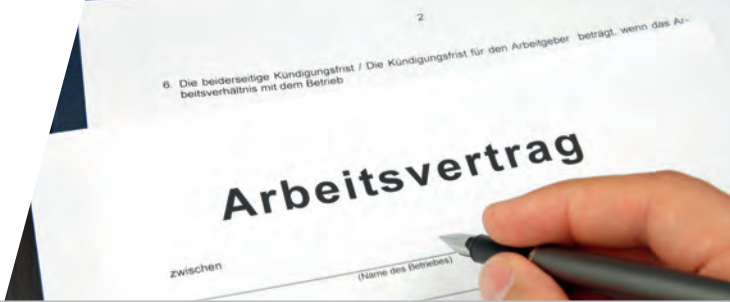 2
6. Die beiderseitige Kündigungsfrist / Die Kündigungsfrist für den Arbeitgeber beträgt, wenn das Ar-
beitsverhältnis mit dem Betrieb
Arbeitsvertrag
zwischen
(Name des Betriebes)